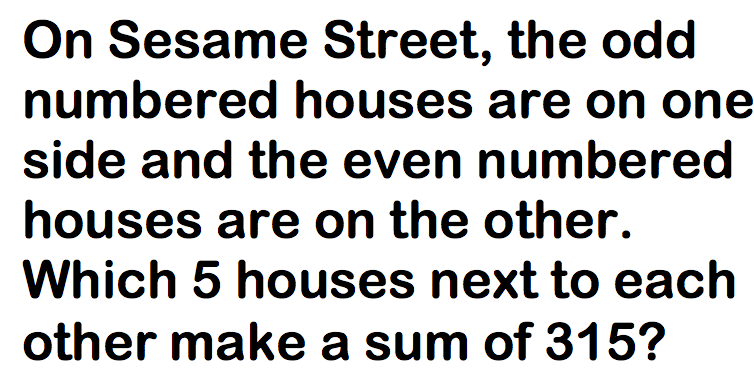 On Sesame Street, the odd
numbered houses are on one
side and the even numbered
houses are on the other.
Which 5 houses next to each
other make a sum of 315?